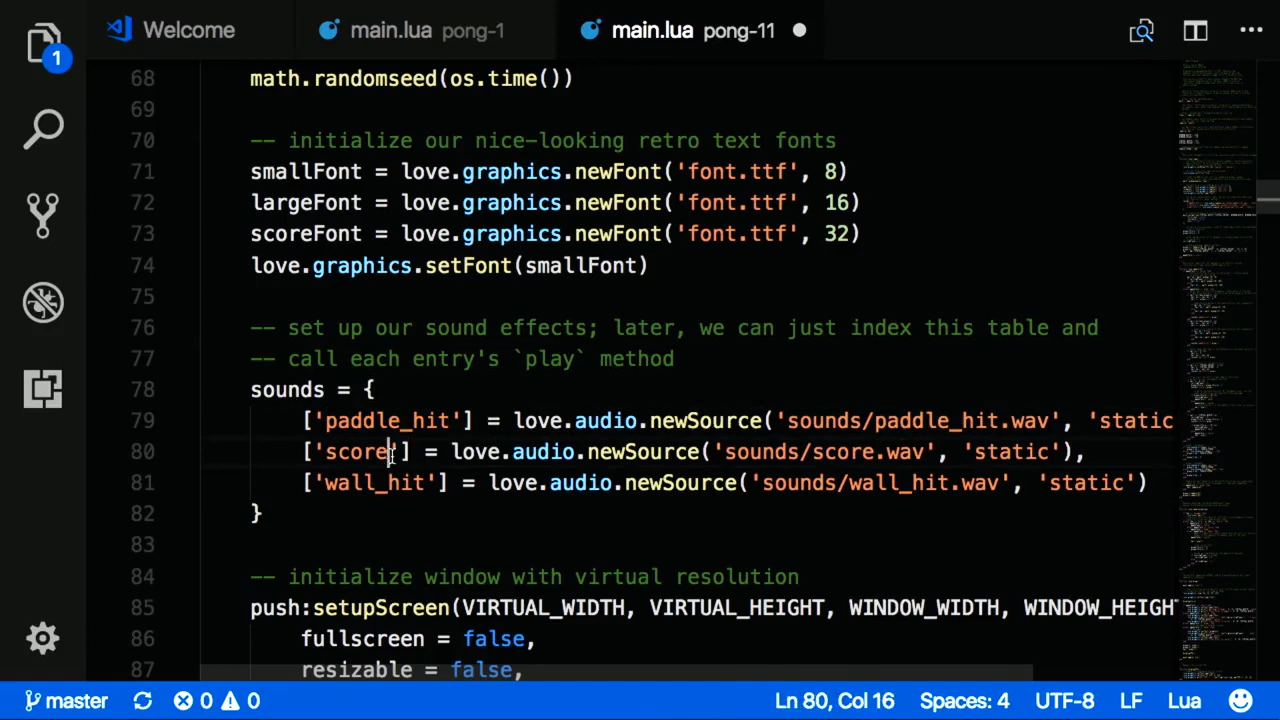 Welcome
main.lua pong-1
main.lua pong-11
1
68 math.randomseed(os.time())
69
70 -- initialize our nice-looking retro text fonts
71 smallFont = love.graphics.newFont('font.ttf', 8)
72 largeFont = love.graphics.newFont('font.ttf', 16)
73 scoreFont = love.graphics.newFont('font.ttf', 32)
74 love.graphics.setFont(smallFont)
75
76 -- set up our sound effects; later, we can just index this table and
77 -- call each entry's `play` method
78 sounds = {
79 ['paddle_hit'] = love.audio.newSource('sounds/paddle_hit.wav', 'static
80 ['score'] = love.audio.newSource('sounds/score.wav', 'static'),
81 ['wall_hit'] = love.audio.newSource('sounds/wall_hit.wav', 'static')
82 }
83
84 -- initialize window with virtual resolution
85 push:setupScreen(VIRTUAL_WIDTH, VIRTUAL_HEIGHT, WINDOW_WIDTH, WINDOW_HEIGHT
86 fullscreen = false,
87 resizable = false,
master 0 0 Ln 80, Col 16 Spaces: 4 UTF-8 LF Lua